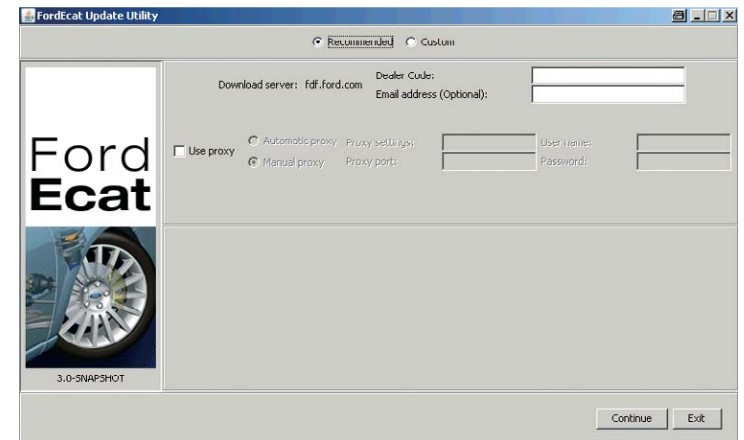 FordEcat Update Utility
Recommended Custom
Download server: fdf.ford.com
Dealer Code:
Email address (Optional):
Ford
Ecat
Use proxy
Automatic proxy Proxy settings: User name:
Manual proxy Proxy port: Password:
3.0-SNAPSHOT
Continue Exit